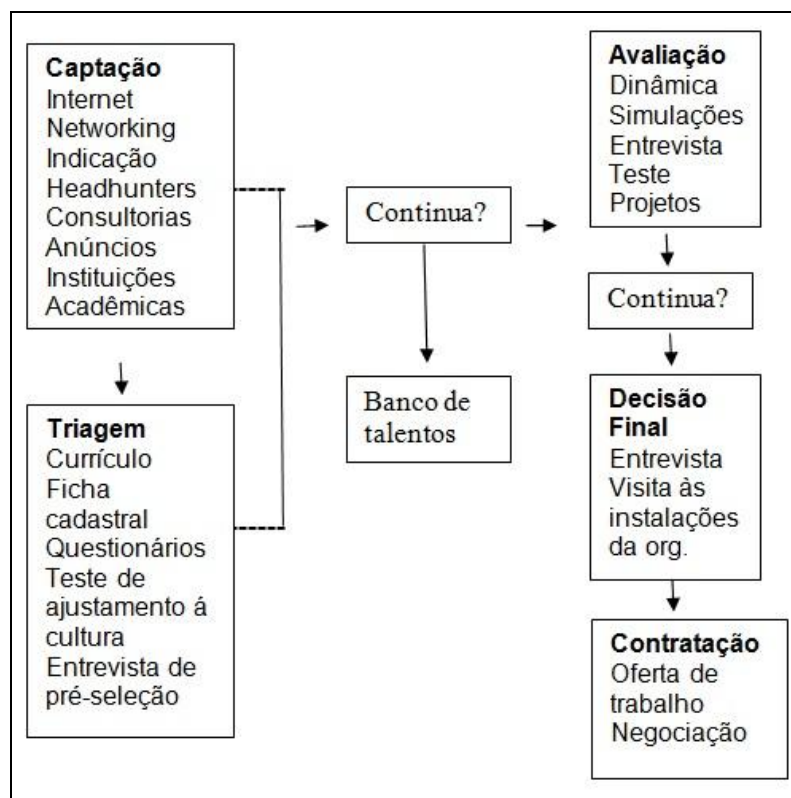 Captação
Internet
Networking
Indicação
Headhunters
Consultorias
Anúncios
Instituições
Acadêmicas
Triagem
Currículo
Ficha
cadastral
Questionários
Teste de
ajustamento á
cultura
Entrevista de
pré-seleção
Continua?
Banco de
talentos
Avaliação
Dinâmica
Simulações
Entrevista
Teste
Projetos
Continua?
Decisão
Final
Entrevista
Visita às
instalações
da org.
Contratação
Oferta de
trabalho
Negociação